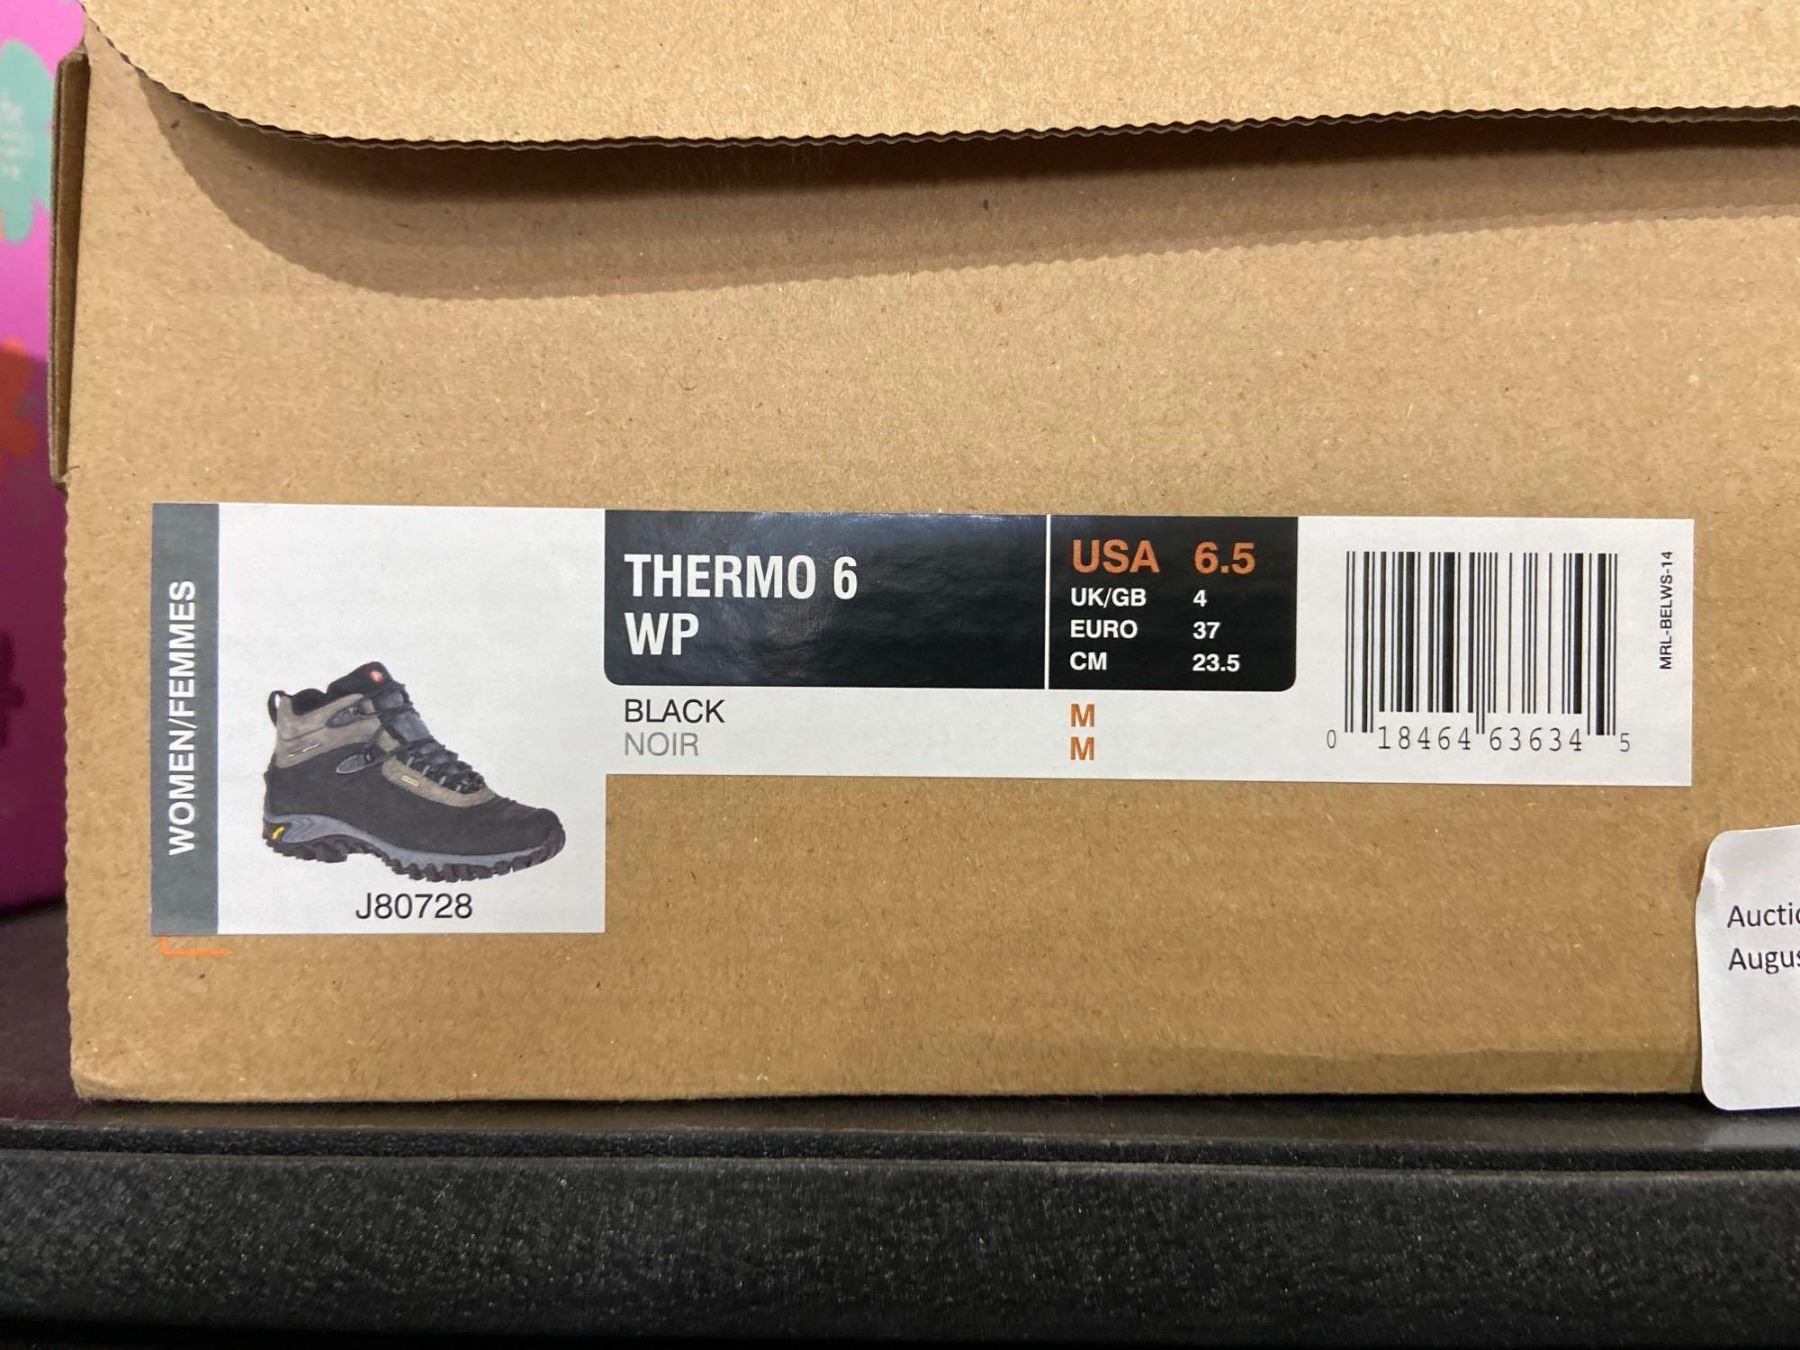 WOMEN/FEMMES
J80728
THERMO 6
WP
BLACK
NOIR
USA 6.5
UK/GB 4
EURO 37
CM 23.5
M
M
0 18464 63634 5
MRL-BELWS-14